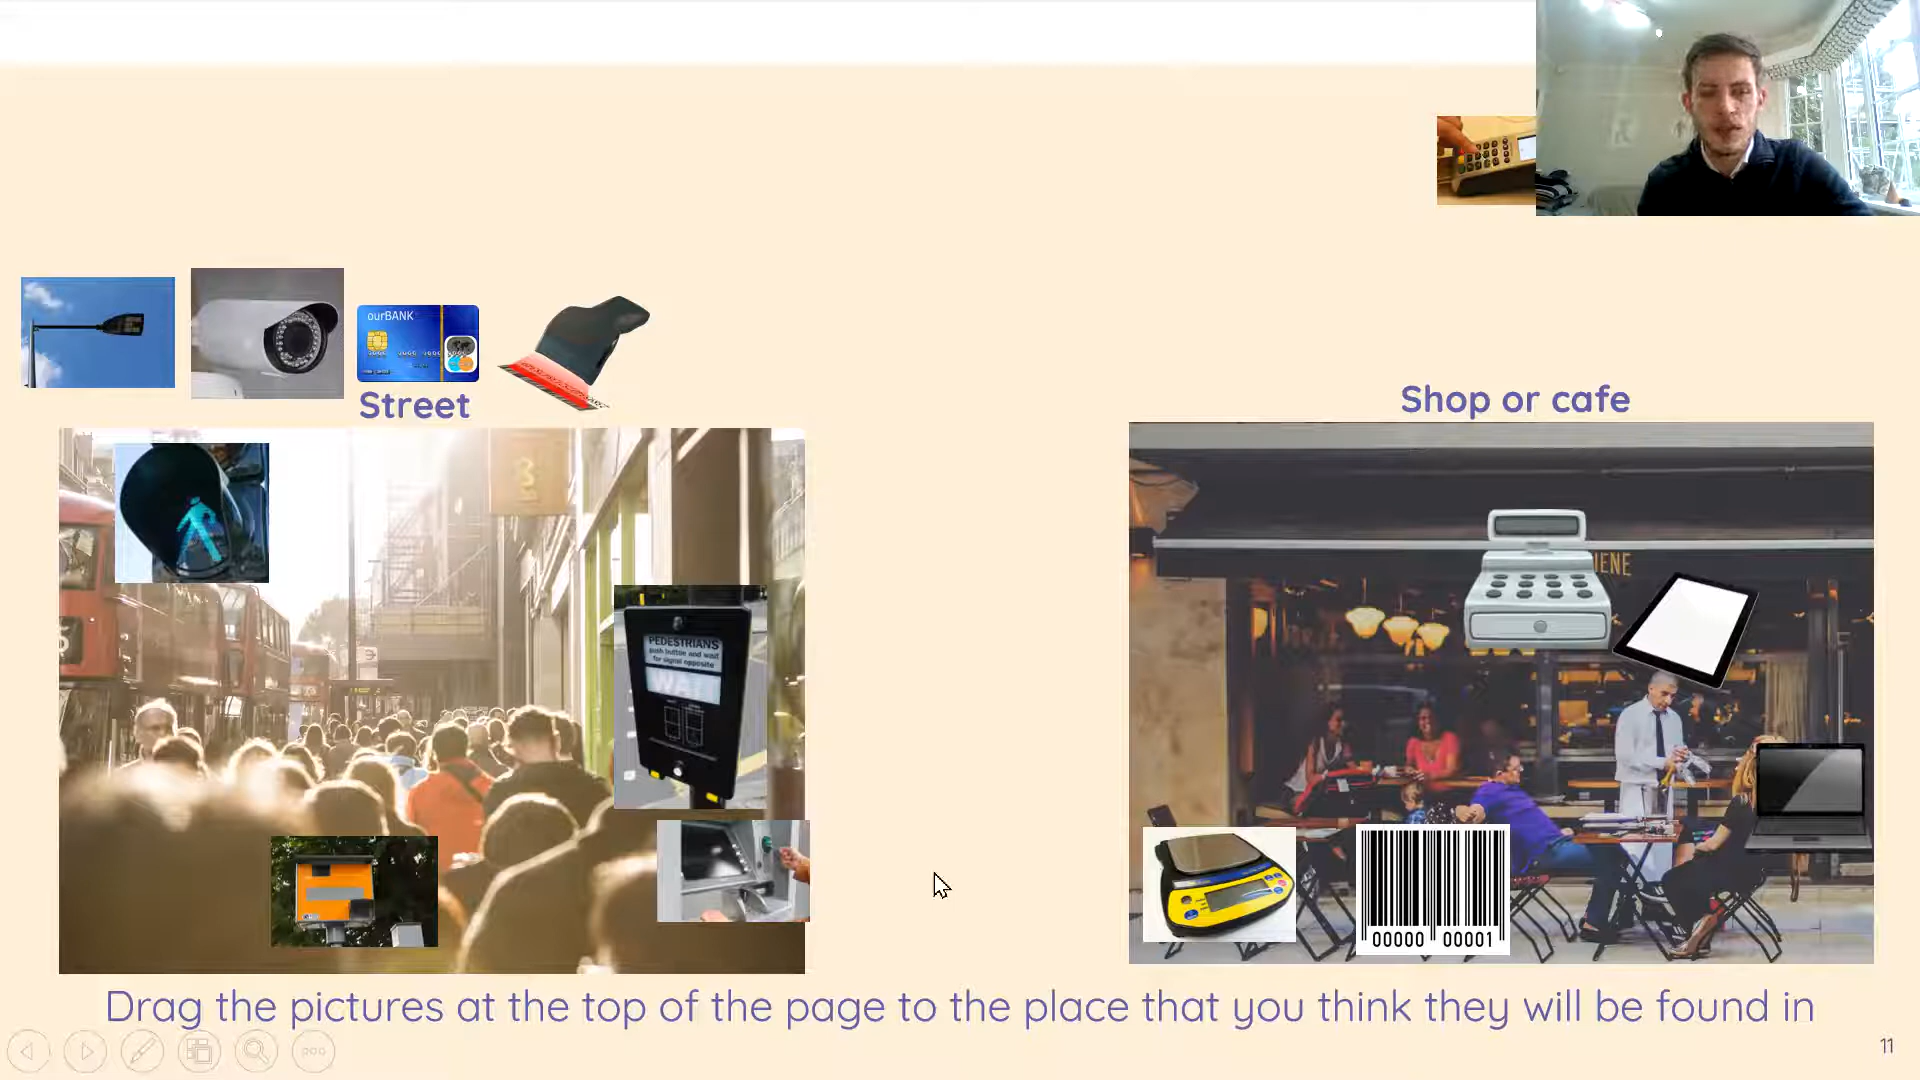 ourBANK
Street
Shop or cafe
PEDESTRIANS
push button and wait
for signal opposite
WAIT
IENE
00000 00001
Drag the pictures at the top of the page to the place that you think they will be found in
11